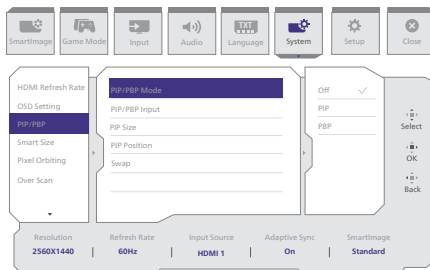 SmartImage
Game Mode
Input
Audio
TXT
Language
System
Setup
Close
HDMI Refresh Rate
OSD Setting
PIP/PBP
Smart Size
Pixel Orbiting
Over Scan
PIP/PBP Mode
PIP/PBP Input
PIP Size
PIP Position
Swap
Off
PIP
PBP
Select
OK
Back
Resolution
2560X1440
Refresh Rate
60Hz
Input Source
HDMI 1
Adaptive Sync
On
SmartImage
Standard